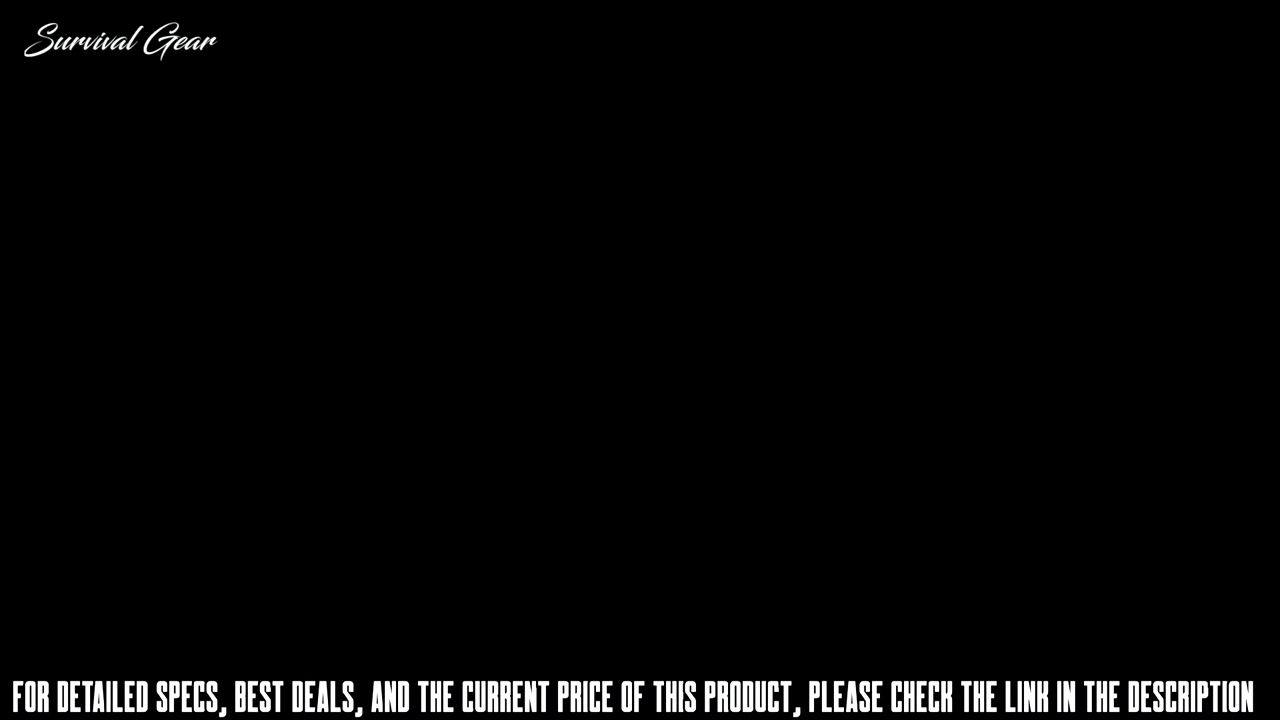 Survival Gear
FOR DETAILED SPECS, BEST DEALS, AND THE CURRENT PRICE OF THIS PRODUCT, PLEASE CHECK THE LINK IN THE DESCRIPTION